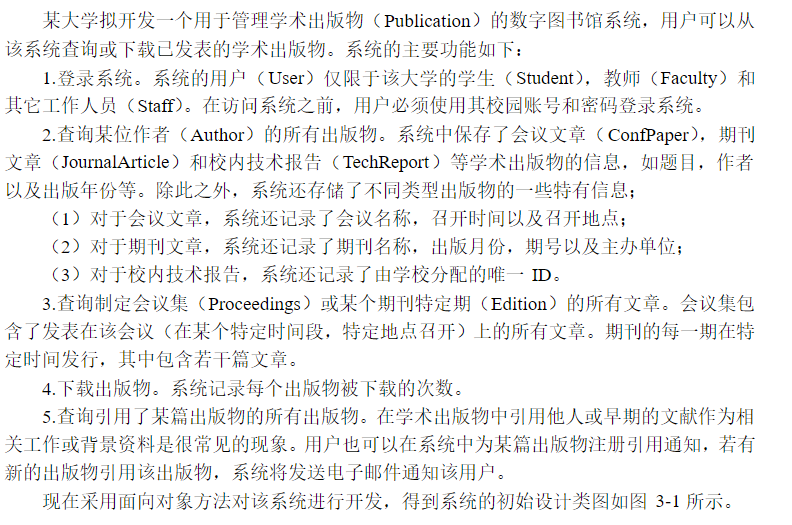 某大学拟开发一个用于管理学术出版物（Publication）的数字图书馆系统，用户可以从
该系统查询或下载已发表的学术出版物。系统的主要功能如下：
1.登录系统。系统的用户（User）仅限于该大学的学生（Student），教师（Faculty）和
其它工作人员（Staff）。在访问系统之前，用户必须使用其校园账号和密码登录系统。
2.查询某位作者（Author）的所有出版物。系统中保存了会议文章（ConfPaper），期刊
文章（JournalArticle）和校内技术报告（TechReport）等学术出版物的信息，如题目，作者
以及出版年份等。除此之外，系统还存储了不同类型出版物的一些特有信息；
（1）对于会议文章，系统还记录了会议名称，召开时间以及召开地点；
（2）对于期刊文章，系统还记录了期刊名称，出版月份，期号以及主办单位；
（3）对于校内技术报告，系统还记录了由学校分配的唯一 ID。
3.查询制定会议集（Proceedings）或某个期刊特定期（Edition）的所有文章。会议集包
含了发表在该会议（在某个特定时间段，特定地点召开）上的所有文章。期刊的每一期在特
定时间发行，其中包含若干篇文章。
4.下载出版物。系统记录每个出版物被下载的次数。
5.查询引用了某篇出版物的所有出版物。在学术出版物中引用他人或早期的文献作为相
关工作或背景资料是很常见的现象。用户也可以在系统中为某篇出版物注册引用通知，若有
新的出版物引用该出版物，系统将发送电子邮件通知该用户。
现在采用面向对象方法对该系统进行开发，得到系统的初始设计类图如图 3-1 所示。